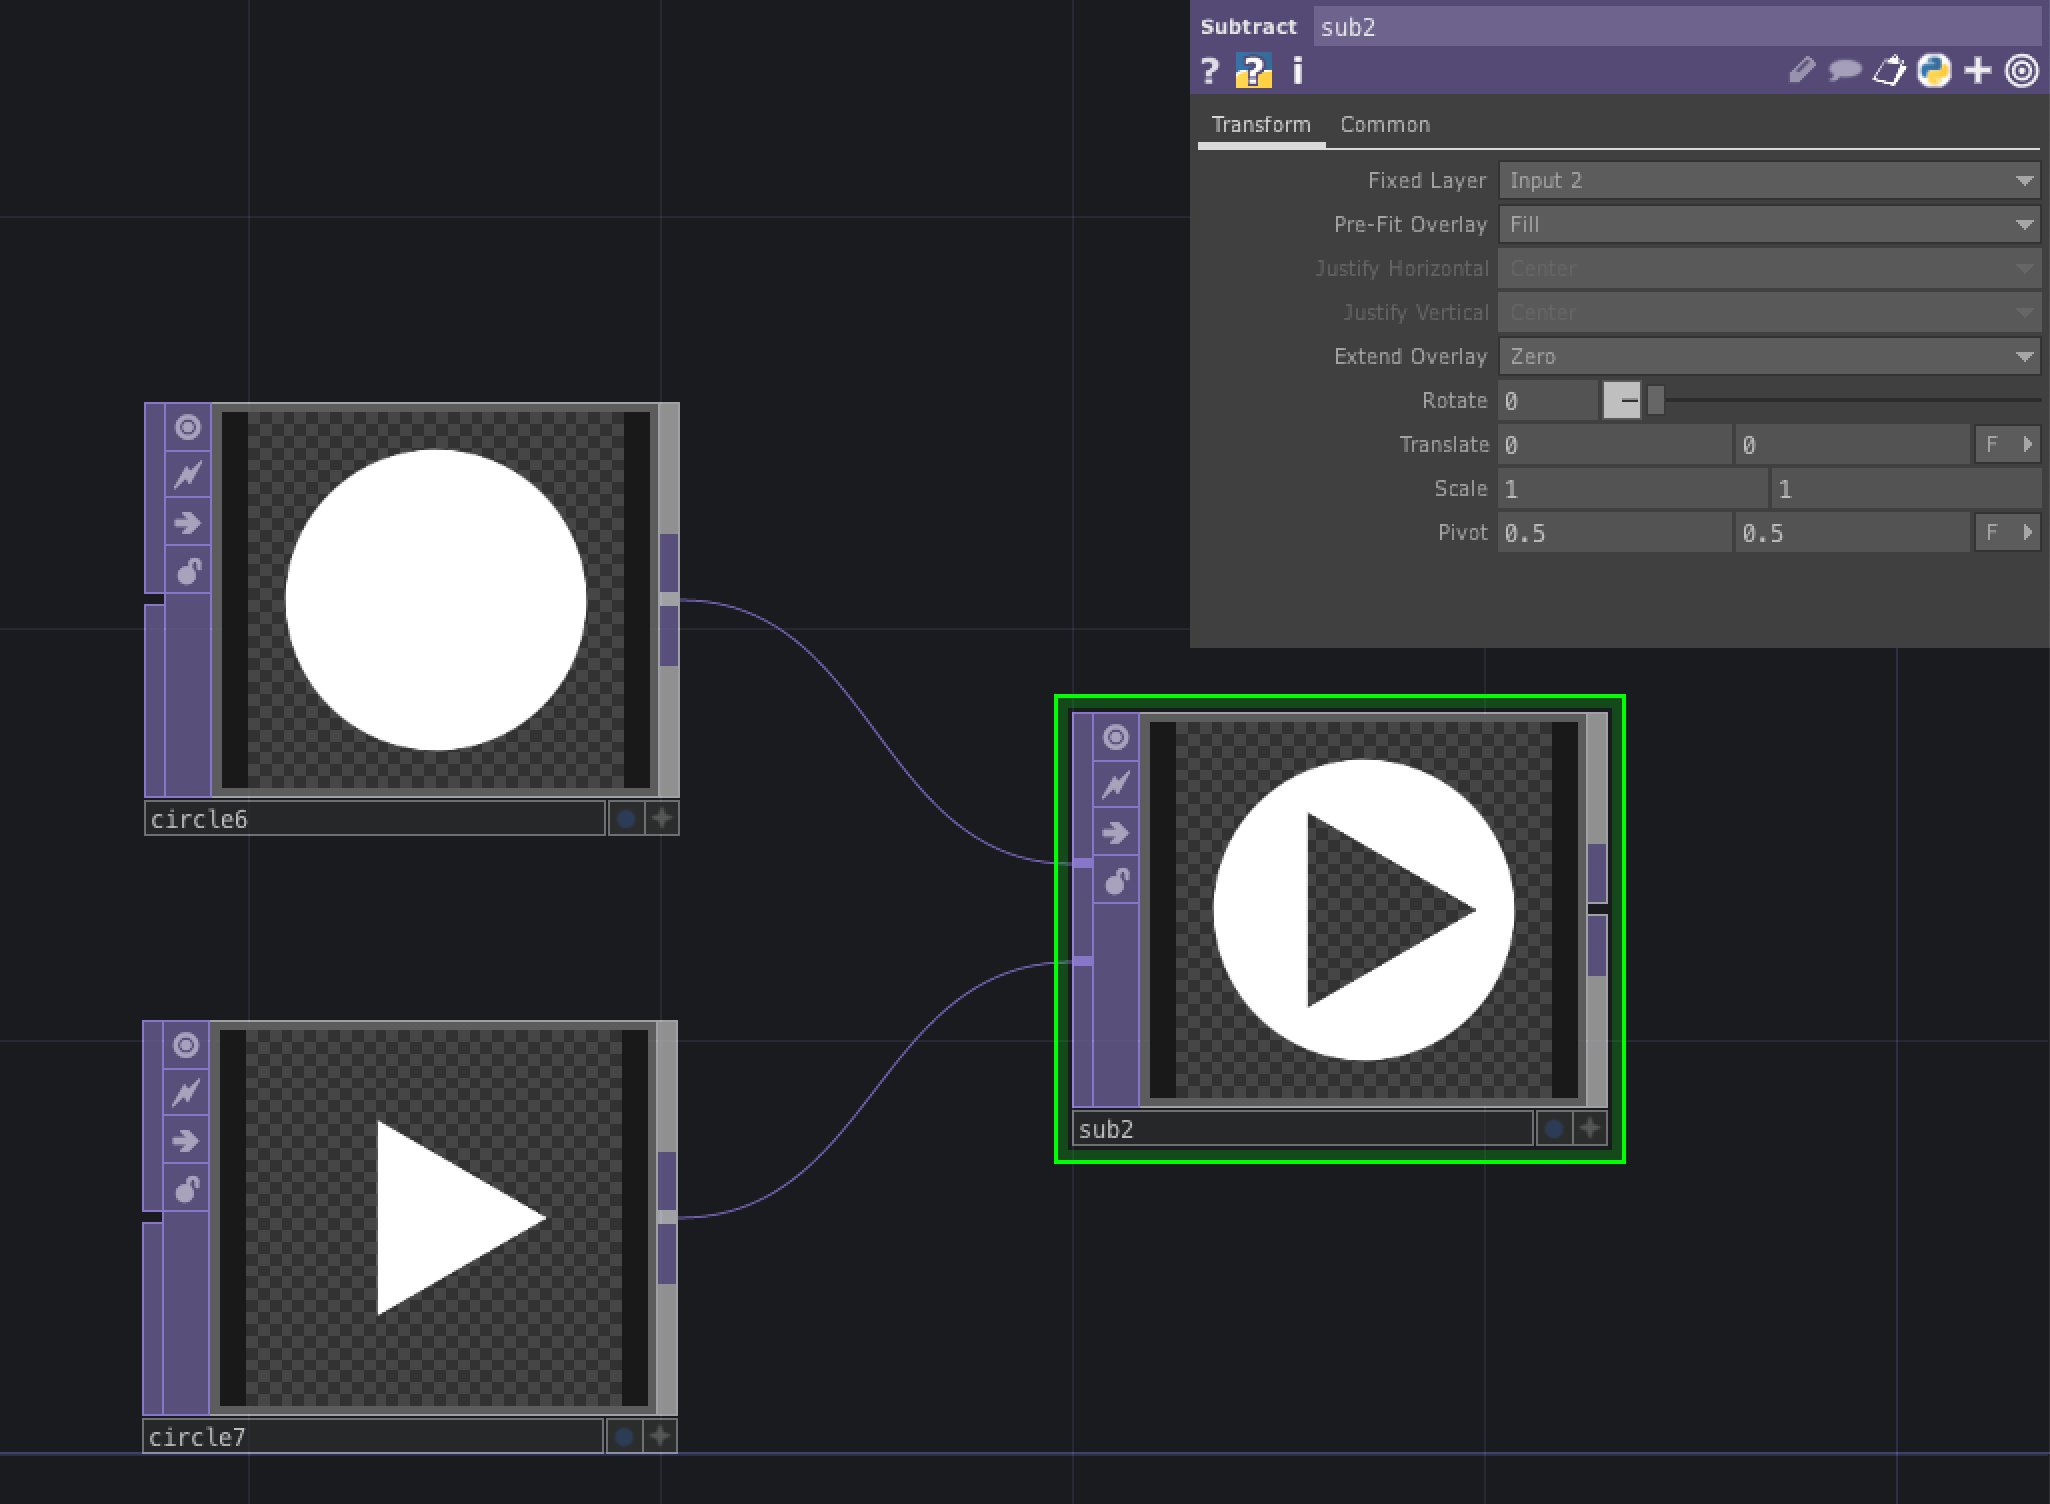 Subtract sub2
? ? i
Transform Common
Fixed Layer Input 2
Pre-Fit Overlay Fill
Justify Horizontal Center
Justify Vertical Center
Extend Overlay Zero
Rotate 0
Translate 0 0 F
Scale 1 1
Pivot 0.5 0.5 F
circle6
sub2
circle7